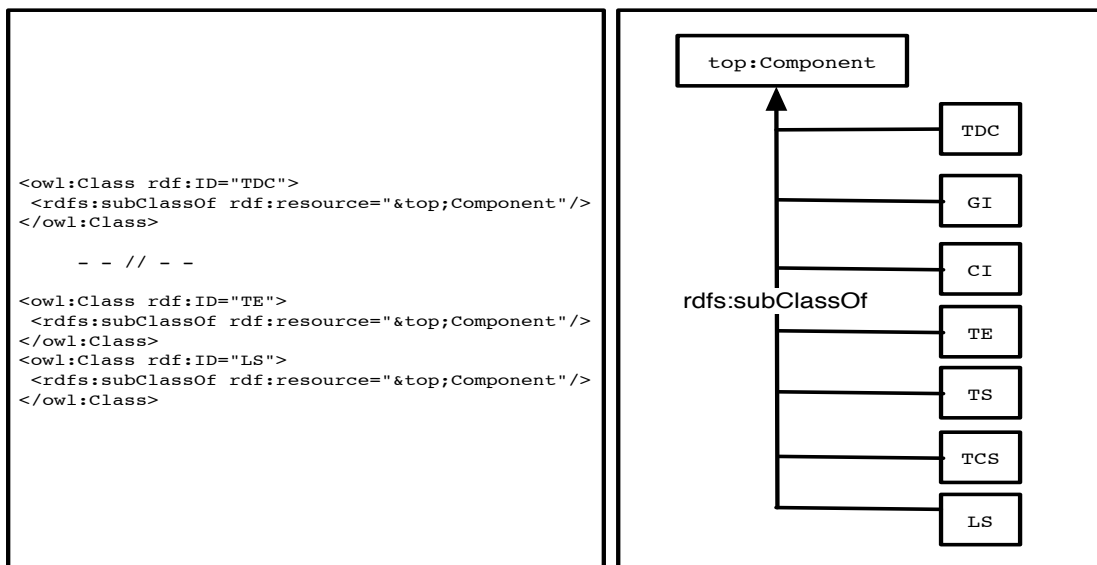 <owl:Class rdf:ID="TDC">
<rdfs:subClassOf rdf:resource="&top;Component"/>
</owl:Class>
- - // - -
<owl:Class rdf:ID="TE">
<rdfs:subClassOf rdf:resource="&top;Component"/>
</owl:Class>
<owl:Class rdf:ID="LS">
<rdfs:subClassOf rdf:resource="&top;Component"/>
</owl:Class>
top:Component
TDC
GI
CI
rdfs:subClassOf
TE
TS
TCS
LS